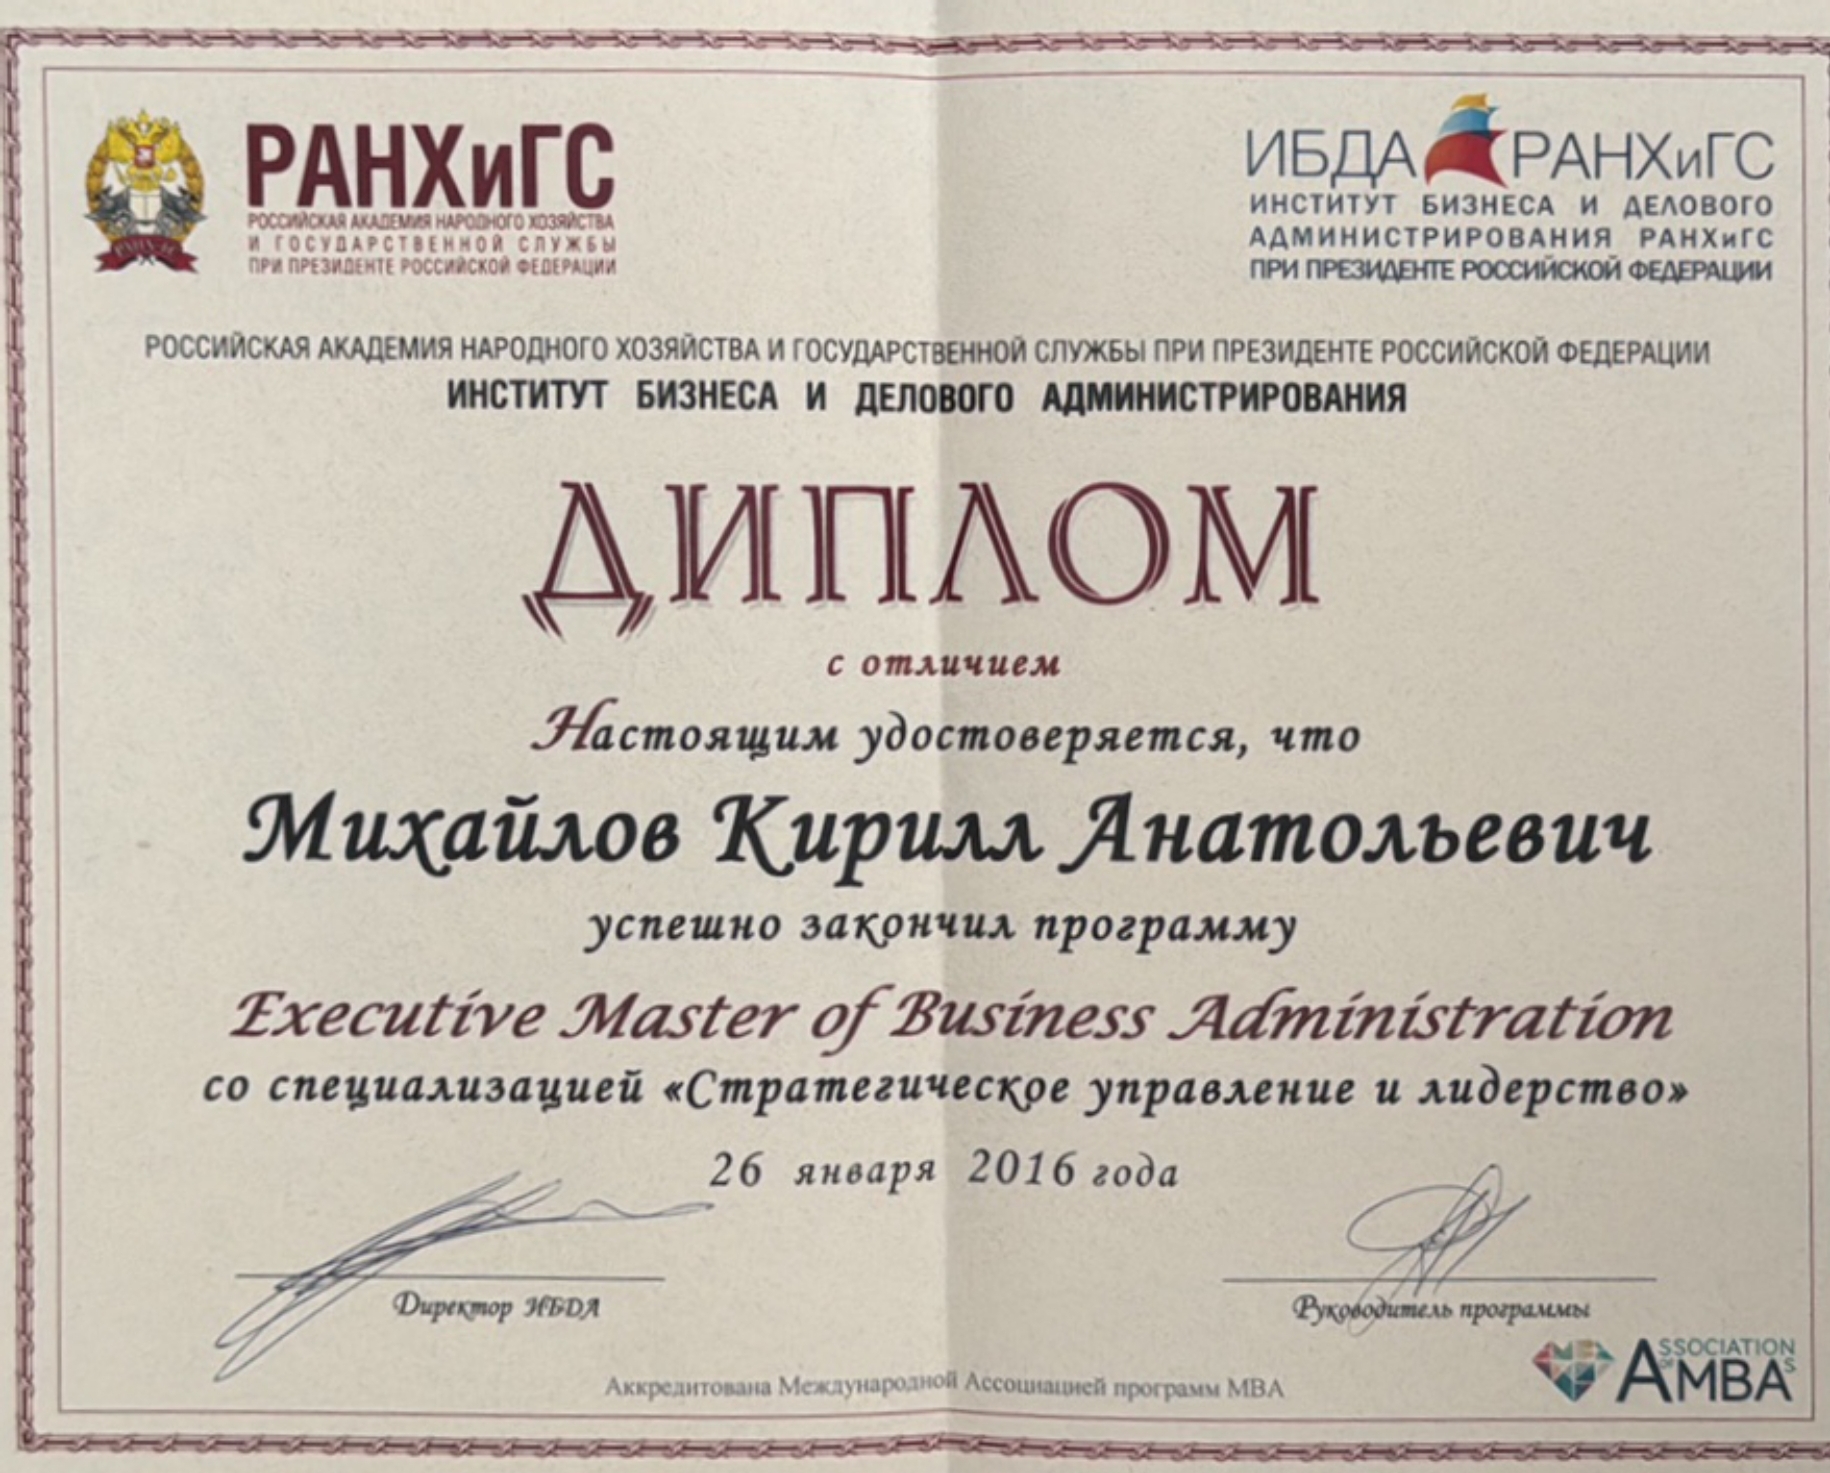 РАНХиГС
РОССИЙСКАЯ АКАДЕМИЯ НАРОДНОГО ХОЗЯЙСТВА
И ГОСУДАРСТВЕННОЙ СЛУЖБЫ
ПРИ ПРЕЗИДЕНТЕ РОССИЙСКОЙ ФЕДЕРАЦИИ
ИБДА РАНХиГС
ИНСТИТУТ БИЗНЕСА И ДЕЛОВОГО
АДМИНИСТРИРОВАНИЯ РАНХиГС
ПРИ ПРЕЗИДЕНТЕ РОССИЙСКОЙ ФЕДЕРАЦИИ
РОССИЙСКАЯ АКАДЕМИЯ НАРОДНОГО ХОЗЯЙСТВА И ГОСУДАРСТВЕННОЙ СЛУЖБЫ ПРИ ПРЕЗИДЕНТЕ РОССИЙСКОЙ ФЕДЕРАЦИИ
ИНСТИТУТ БИЗНЕСА И ДЕЛОВОГО АДМИНИСТРИРОВАНИЯ
ДИПЛОМ
с отличием
Настоящим удостоверяется, что
Михайлов Кирилл Анатольевич
успешно закончил программу
Executive Master of Business Administration
со специализацией «Стратегическое управление и лидерство»
26 января 2016 года
Директор ИБДА
Руководитель программы
Аккредитована Международной Ассоциацией программ MBA
ASSOCIATION
OF MBAs